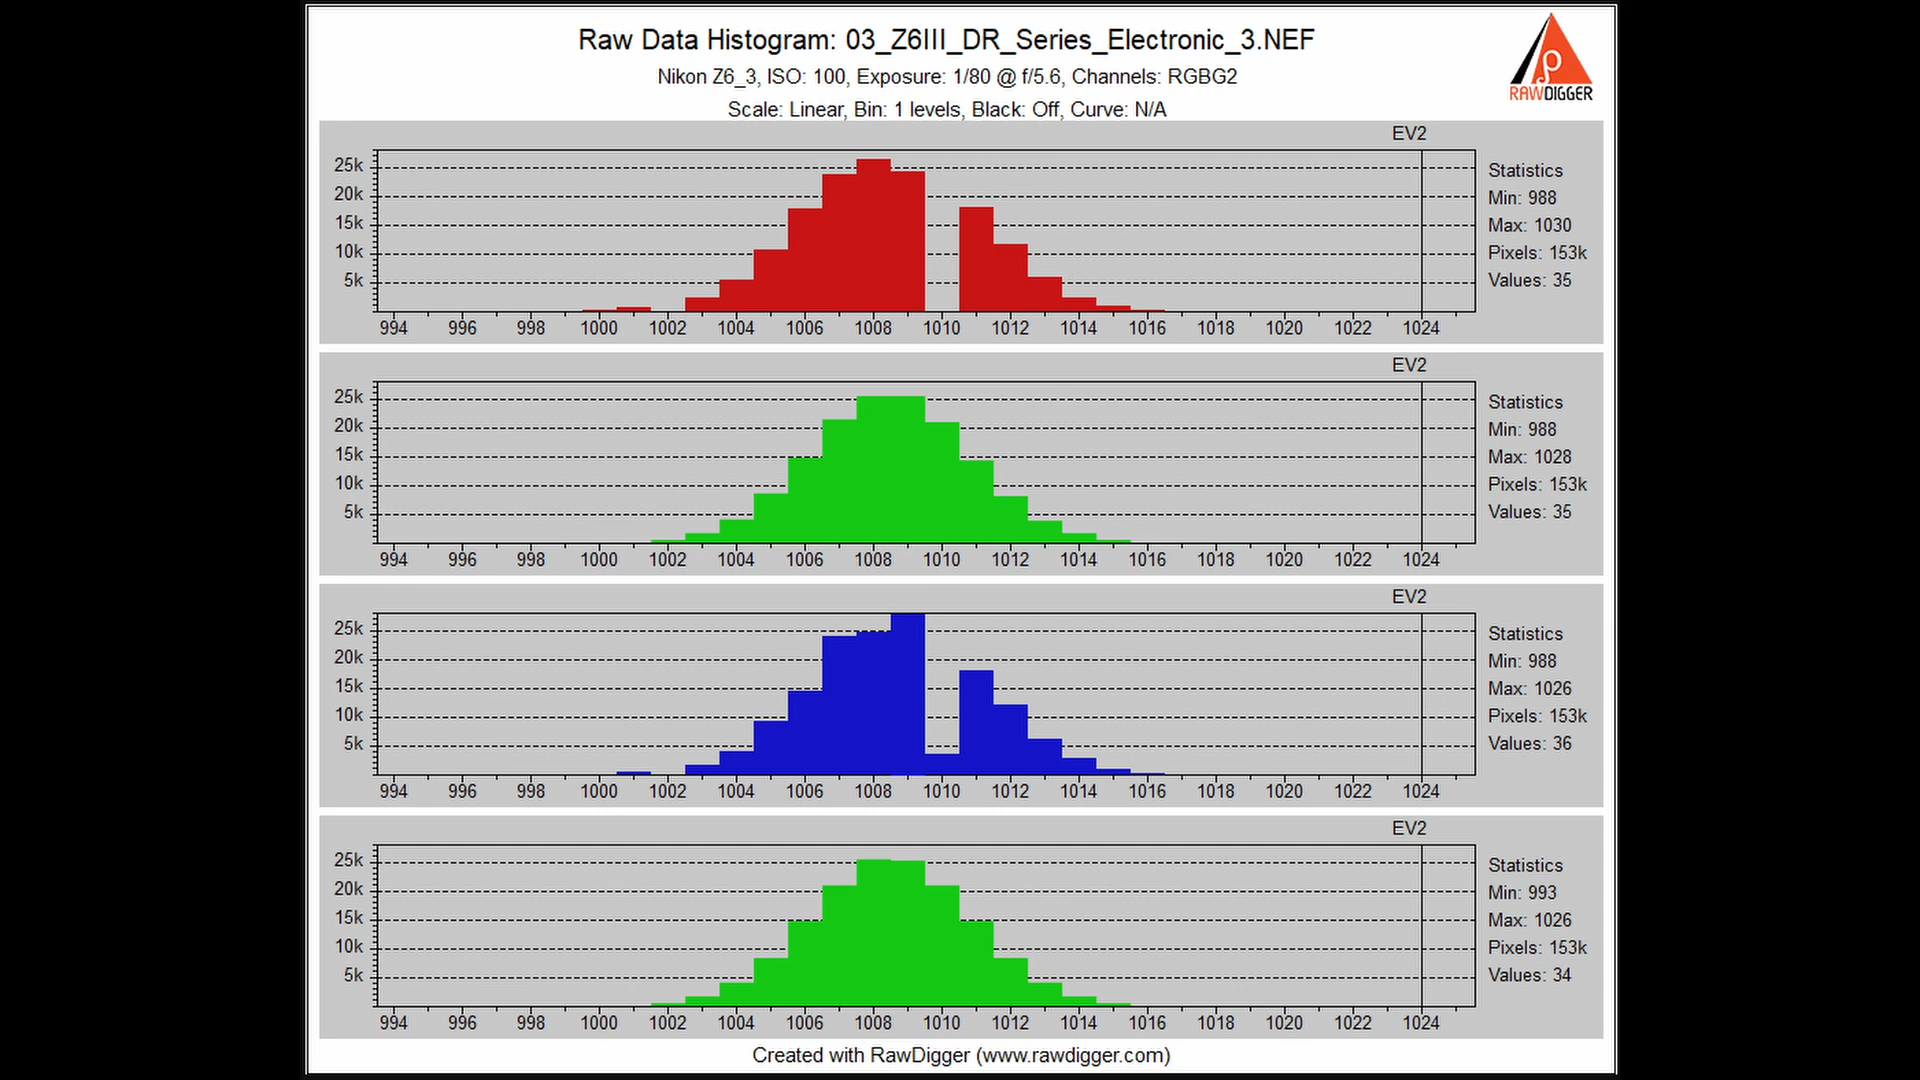 Raw Data Histogram: 03_Z6III_DR_Series_Electronic_3.NEF
Nikon Z6_3, ISO: 100, Exposure: 1/80 @ f/5.6, Channels: RGBG2
Scale: Linear, Bin: 1 levels, Black: Off, Curve: N/A
RAWDIGGER
EV2
25k
20k
15k
10k
5k
994 996 998 1000 1002 1004 1006 1008 1010 1012 1014 1016 1018 1020 1022 1024
Statistics
Min: 988
Max: 1030
Pixels: 153k
Values: 35
EV2
25k
20k
15k
10k
5k
994 996 998 1000 1002 1004 1006 1008 1010 1012 1014 1016 1018 1020 1022 1024
Statistics
Min: 988
Max: 1028
Pixels: 153k
Values: 35
EV2
25k
20k
15k
10k
5k
994 996 998 1000 1002 1004 1006 1008 1010 1012 1014 1016 1018 1020 1022 1024
Statistics
Min: 988
Max: 1026
Pixels: 153k
Values: 36
EV2
25k
20k
15k
10k
5k
994 996 998 1000 1002 1004 1006 1008 1010 1012 1014 1016 1018 1020 1022 1024
Statistics
Min: 993
Max: 1026
Pixels: 153k
Values: 34
Created with RawDigger (www.rawdigger.com)